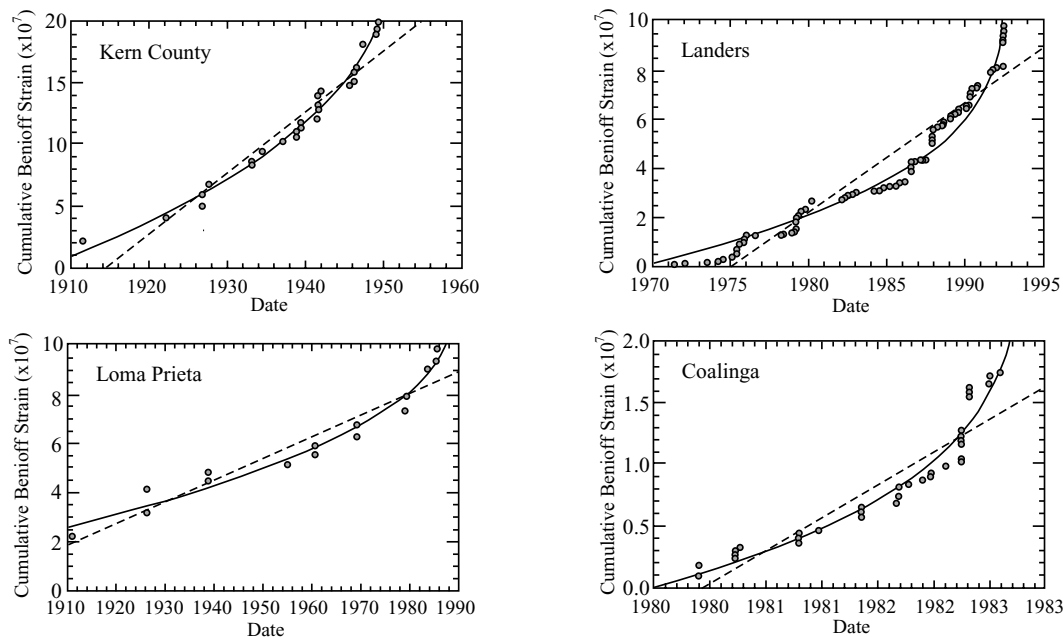 Kern County
Cumulative Benioff Strain (x10⁷)
20
15
10
5
0
1910 1920 1930 1940 1950 1960
Date
Landers
Cumulative Benioff Strain (x10⁷)
10
8
6
4
2
0
1970 1975 1980 1985 1990 1995
Date
Loma Prieta
Cumulative Benioff Strain (x10⁷)
10
8
6
4
2
0
1910 1920 1930 1940 1950 1960 1970 1980 1990
Date
Coalinga
Cumulative Benioff Strain (x10⁷)
2.0
1.5
1.0
0.5
0.0
1980 1980 1981 1981 1982 1982 1983 1983
Date